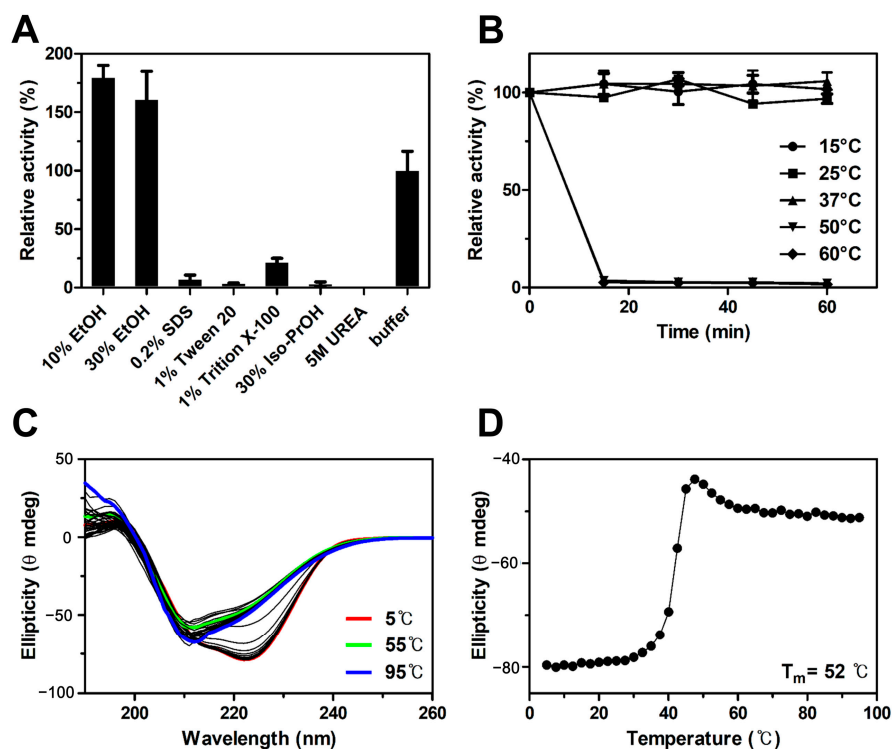 A
Relative activity (%)
200
150
100
50
0
10% EtOH
30% EtOH
0.2% SDS
1% Tween 20
1% Trition X-100
30% Iso-PrOH
5M UREA
buffer
B
Relative activity (%)
100
50
0
0 20 40 60
Time (min)
15°C
25°C
37°C
50°C
60°C
C
Ellipticity (θ mdeg)
50
0
−50
−100
200 220 240 260
Wavelength (nm)
5℃
55℃
95℃
D
Ellipticity (θ mdeg)
−40
−60
−80
0 20 40 60 80 100
Temperature (℃)
Tm= 52 ℃